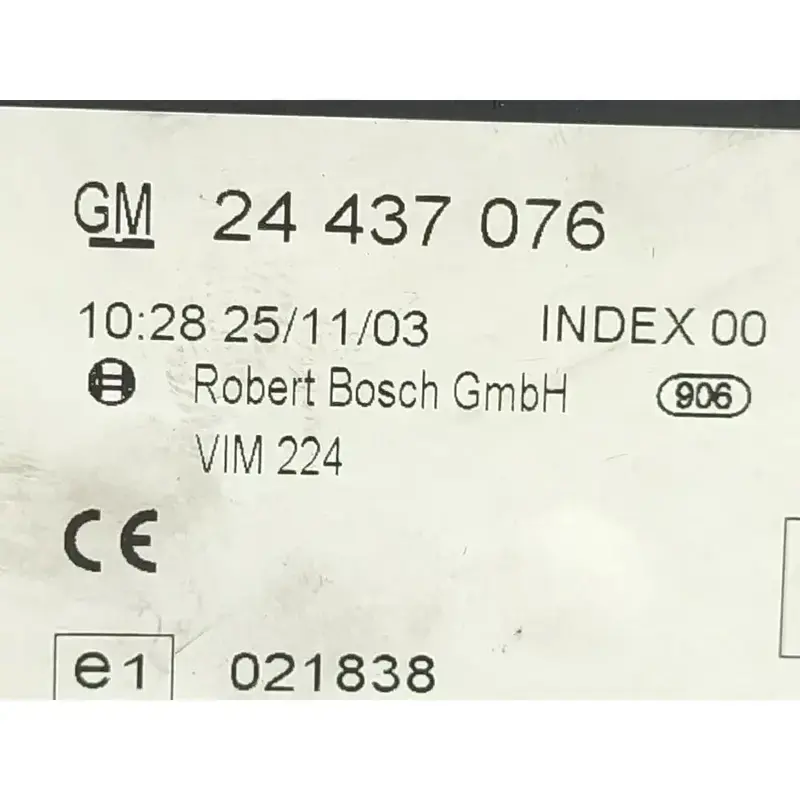 GM 24 437 076
10:28 25/11/03 INDEX 00
Robert Bosch GmbH 906
VIM 224
CE
e1 021838